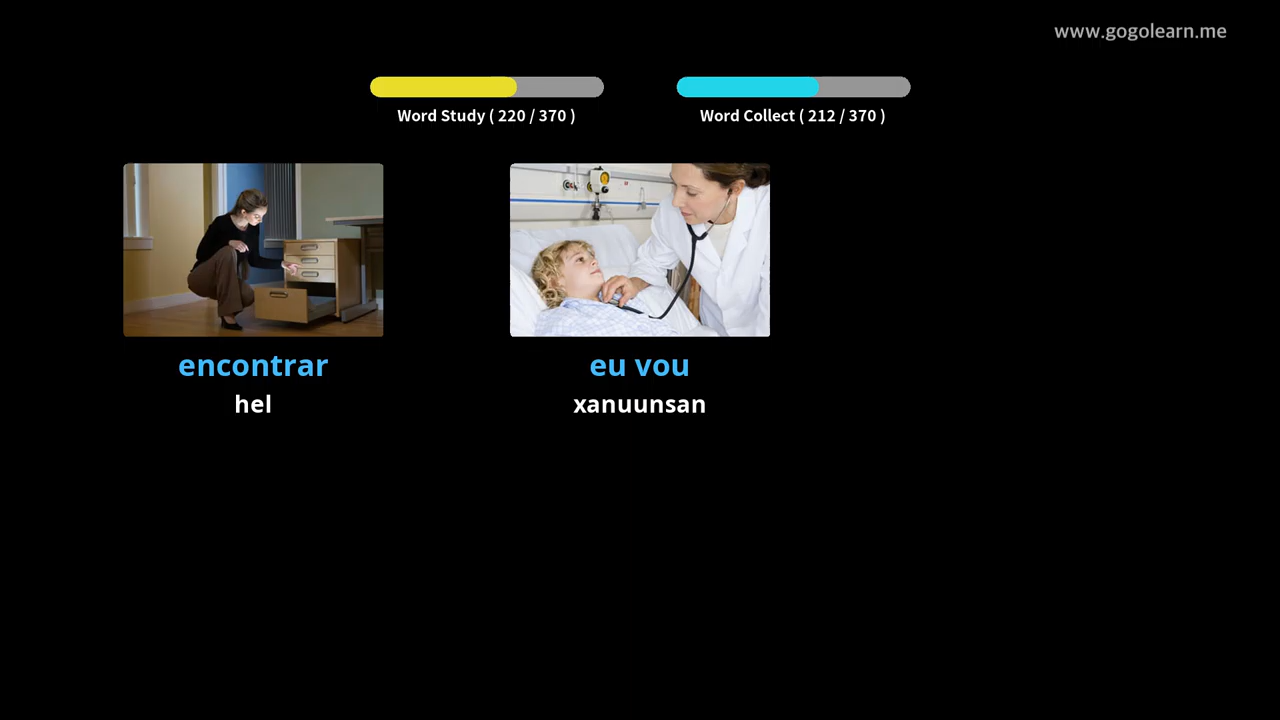 www.gogolearn.me
Word Study ( 220 / 370 )
Word Collect ( 212 / 370 )
encontrar
hel
eu vou
xanuunsan